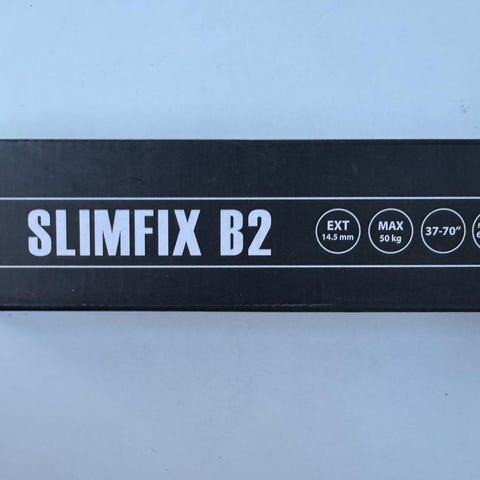 SLIMFIX B2
EXT
14.5 mm
MAX
50 kg
37-70"